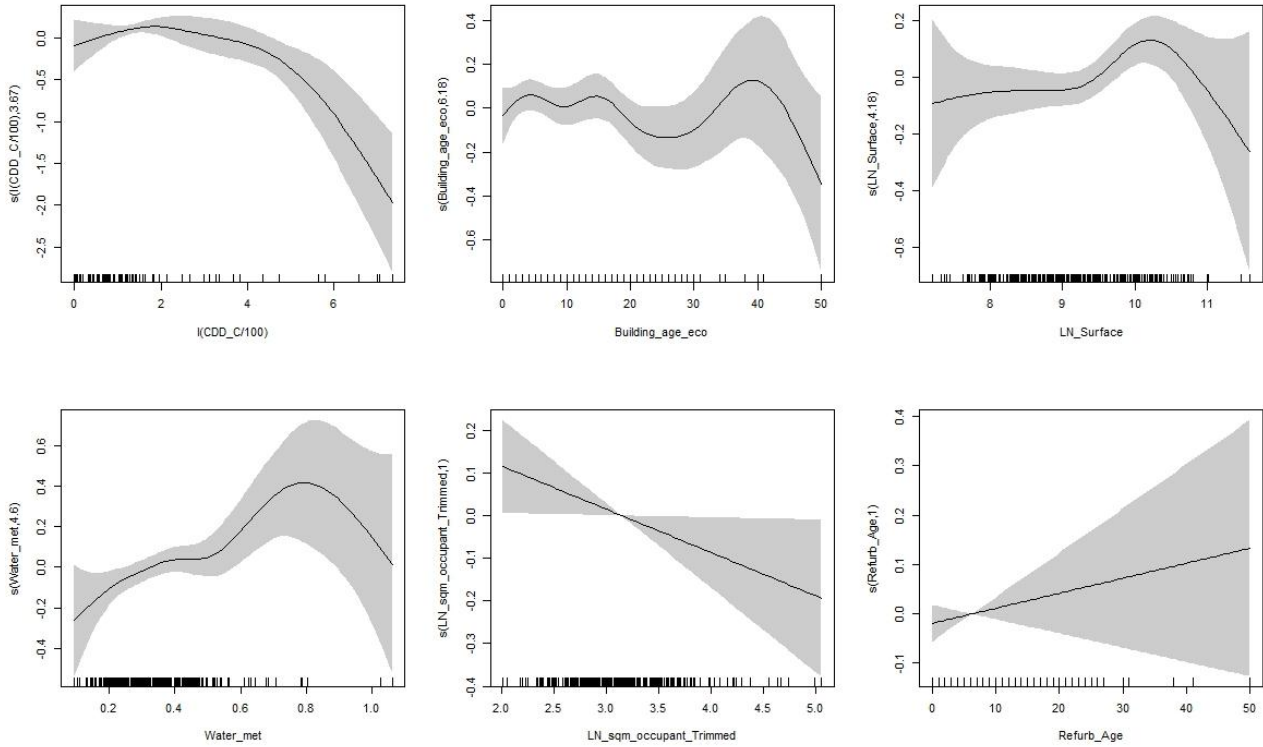 s(I(CDD_C/100),3.67)
0.0
-0.5
-1.0
-1.5
-2.0
-2.5
0 2 4 6
I(CDD_C/100)
s(Building_age_eco,6.18)
0.4
0.2
0.0
-0.2
-0.4
-0.6
0 10 20 30 40 50
Building_age_eco
s(LN_Surface,4.18)
0.2
0.0
-0.2
-0.4
-0.6
8 9 10 11
LN_Surface
s(Water_met,4.6)
0.6
0.4
0.2
0.0
-0.2
-0.4
0.2 0.4 0.6 0.8 1.0
Water_met
s(LN_sqm_occupant_Trimmed,1)
0.2
0.1
0.0
-0.1
-0.2
-0.3
-0.4
2.0 2.5 3.0 3.5 4.0 4.5 5.0
LN_sqm_occupant_Trimmed
s(Refurb_Age,1)
0.4
0.3
0.2
0.1
0.0
-0.1
0 10 20 30 40 50
Refurb_Age